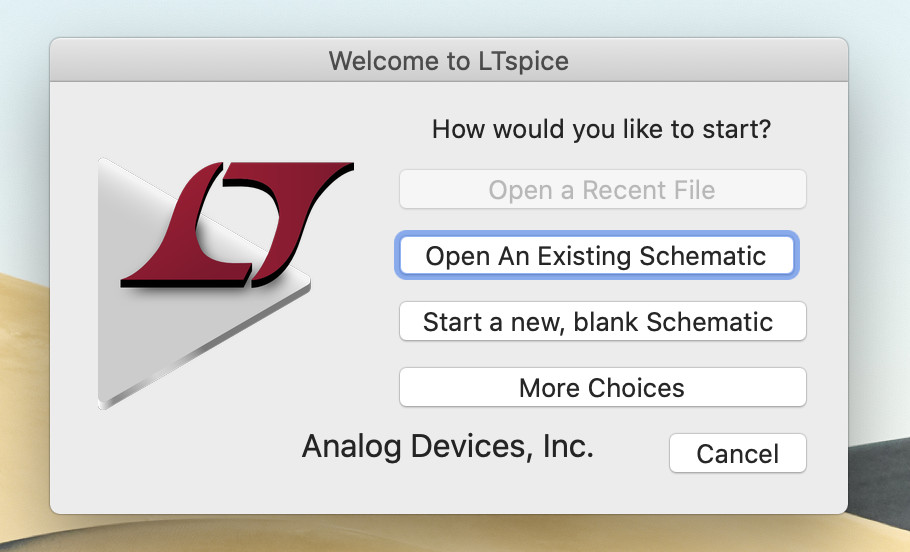 Welcome to LTspice
How would you like to start?
Open a Recent File
Open An Existing Schematic
Start a new, blank Schematic
More Choices
Analog Devices, Inc.
Cancel
LT